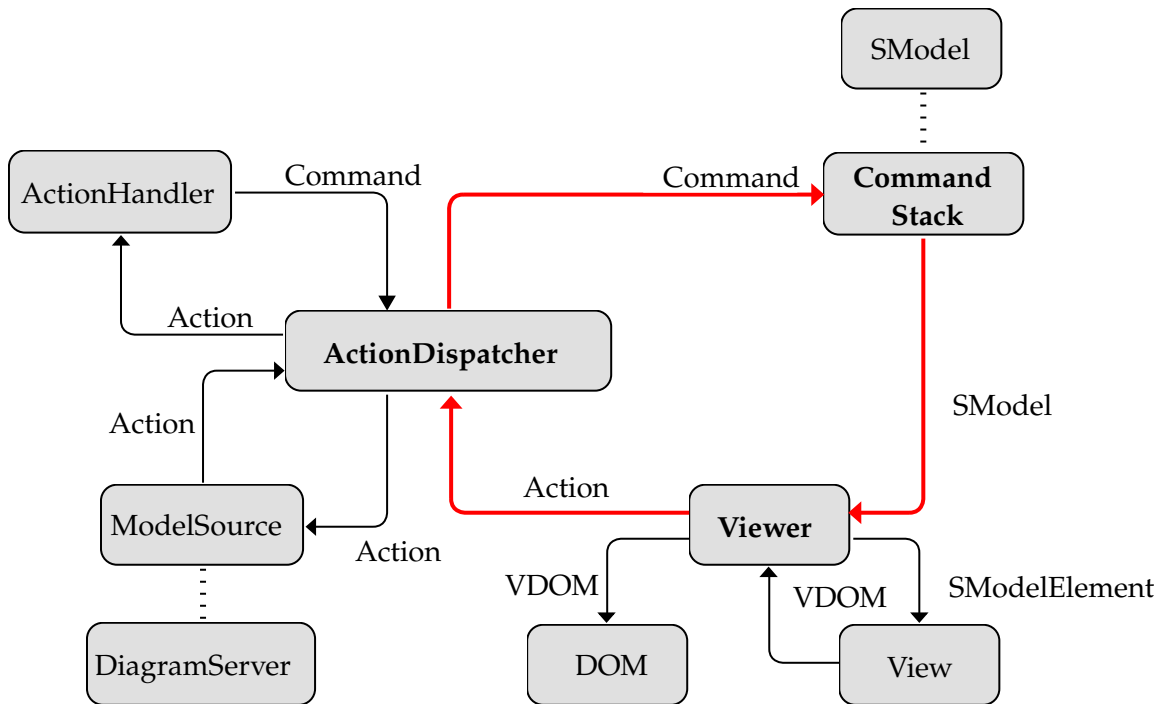 SModel
ActionHandler
Command
Command
Command
Stack
Action
ActionDispatcher
Action
SModel
ModelSource
Action
Action
Viewer
VDOM
VDOM
SModelElement
DiagramServer
DOM
View